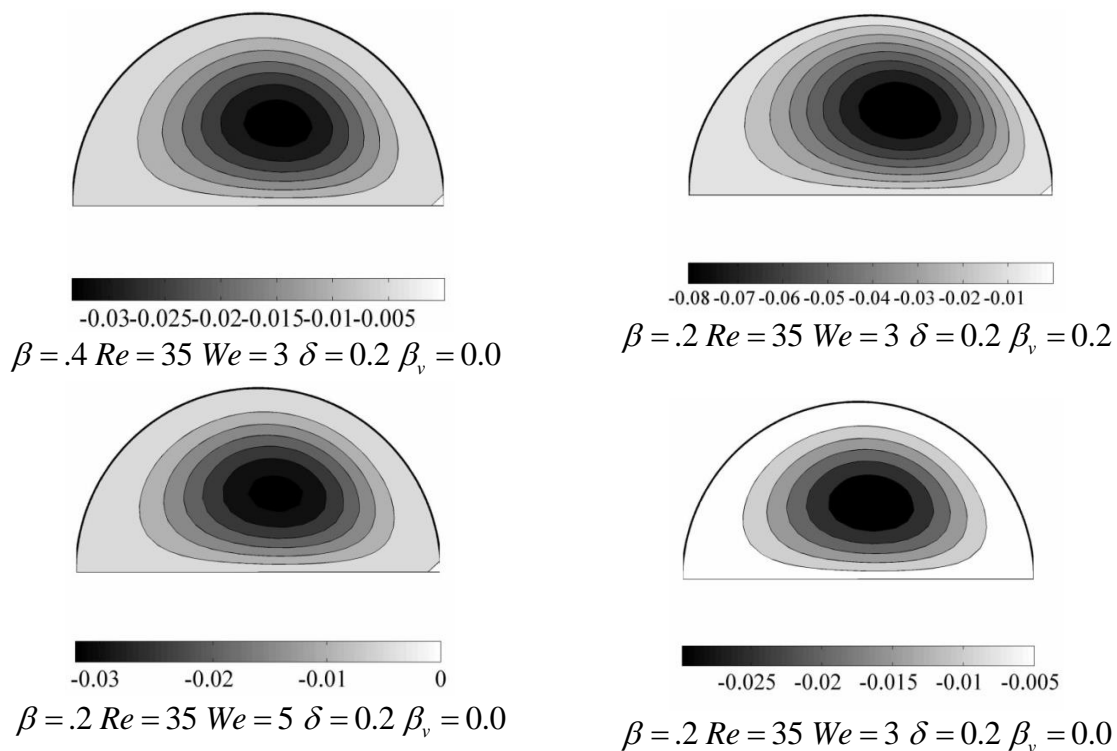 -0.03 -0.025 -0.02 -0.015 -0.01 -0.005
β = .4 Re = 35 We = 3 δ = 0.2 βᵥ = 0.0
-0.08 -0.07 -0.06 -0.05 -0.04 -0.03 -0.02 -0.01
β = .2 Re = 35 We = 3 δ = 0.2 βᵥ = 0.2
-0.03 -0.02 -0.01 0
β = .2 Re = 35 We = 5 δ = 0.2 βᵥ = 0.0
-0.025 -0.02 -0.015 -0.01 -0.005
β = .2 Re = 35 We = 3 δ = 0.2 βᵥ = 0.0